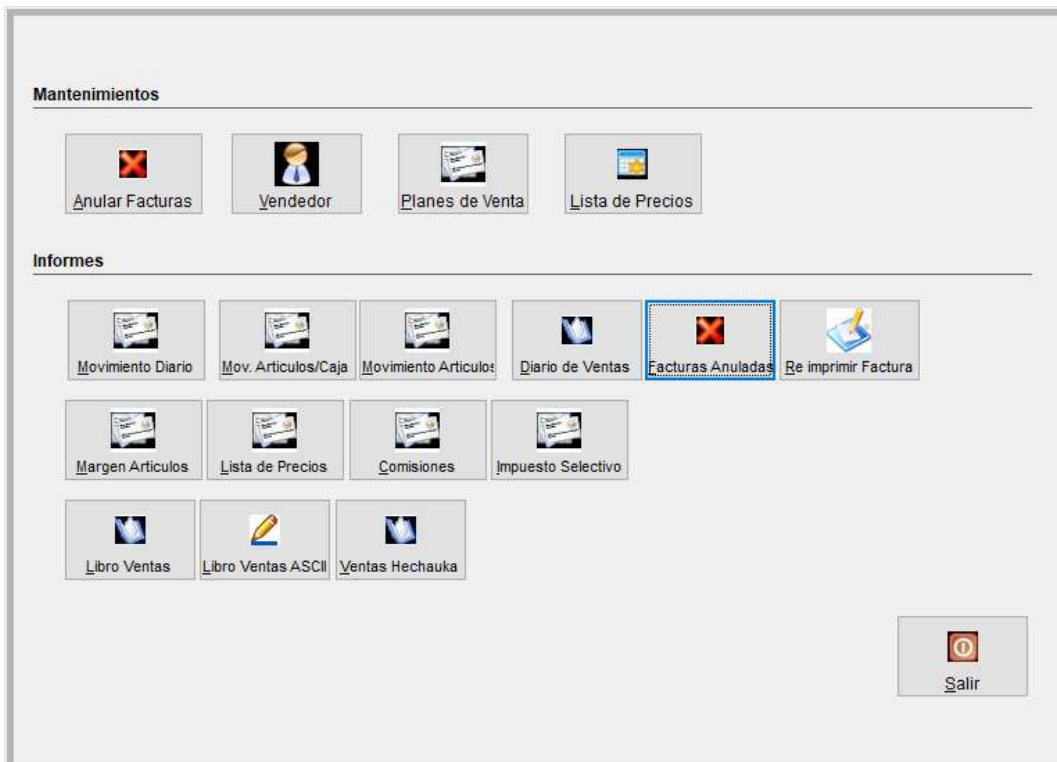 Mantenimientos
Anular Facturas
Vendedor
Planes de Venta
Lista de Precios
Informes
Movimiento Diario
Mov. Articulos/Caja
Movimiento Articulos
Diario de Ventas
Facturas Anuladas
Re imprimir Factura
Margen Articulos
Lista de Precios
Comisiones
Impuesto Selectivo
Libro Ventas
Libro Ventas ASCII
Ventas Hechauka
Salir